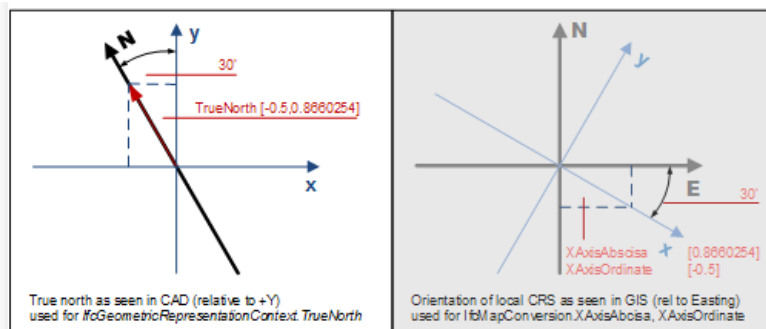 N
y
30'
TrueNorth [-0.5,0.8660254]
x
True north as seen in CAD (relative to +Y)
used for IfcGeometricRepresentationContext.TrueNorth
N
y
E
30'
x
XAxisAbscisa [0.8660254]
XAxisOrdinate [-0.5]
Orientation of local CRS as seen in GIS (rel to Easting)
used for IfcMapConversion.XAxisAbcisa, XAxisOrdinate